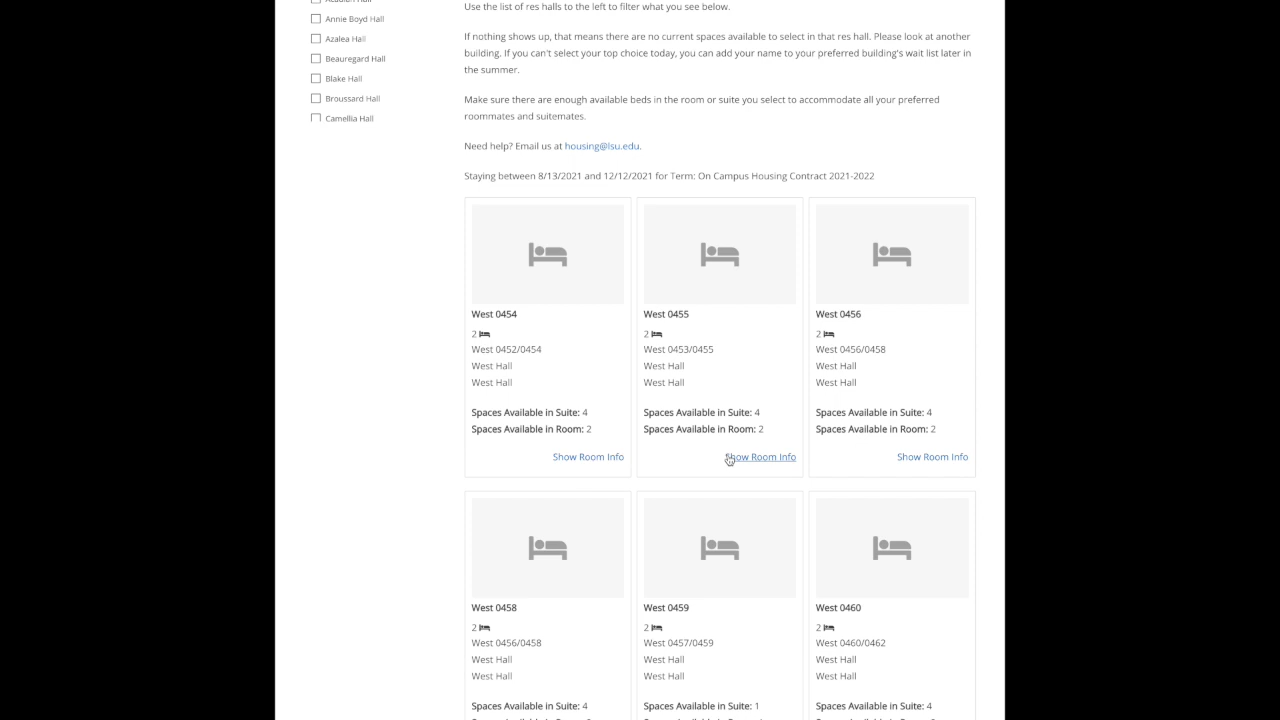 Annie Boyd Hall
Azalea Hall
Beauregard Hall
Blake Hall
Broussard Hall
Camellia Hall
Use the list of res halls to the left to filter what you see below.
If nothing shows up, that means there are no current spaces available to select in that res hall. Please look at another
building. If you can't select your top choice today, you can add your name to your preferred building's wait list later in
the summer.
Make sure there are enough available beds in the room or suite you select to accommodate all your preferred
roommates and suitemates.
Need help? Email us at housing@lsu.edu.
Staying between 8/13/2021 and 12/12/2021 for Term: On Campus Housing Contract 2021-2022
West 0454
2
West 0452/0454
West Hall
West Hall
Spaces Available in Suite: 4
Spaces Available in Room: 2
Show Room Info
West 0455
2
West 0453/0455
West Hall
West Hall
Spaces Available in Suite: 4
Spaces Available in Room: 2
Show Room Info
West 0456
2
West 0456/0458
West Hall
West Hall
Spaces Available in Suite: 4
Spaces Available in Room: 2
Show Room Info
West 0458
2
West 0456/0458
West Hall
West Hall
Spaces Available in Suite: 4
West 0459
2
West 0457/0459
West Hall
West Hall
Spaces Available in Suite: 1
West 0460
2
West 0460/0462
West Hall
West Hall
Spaces Available in Suite: 4